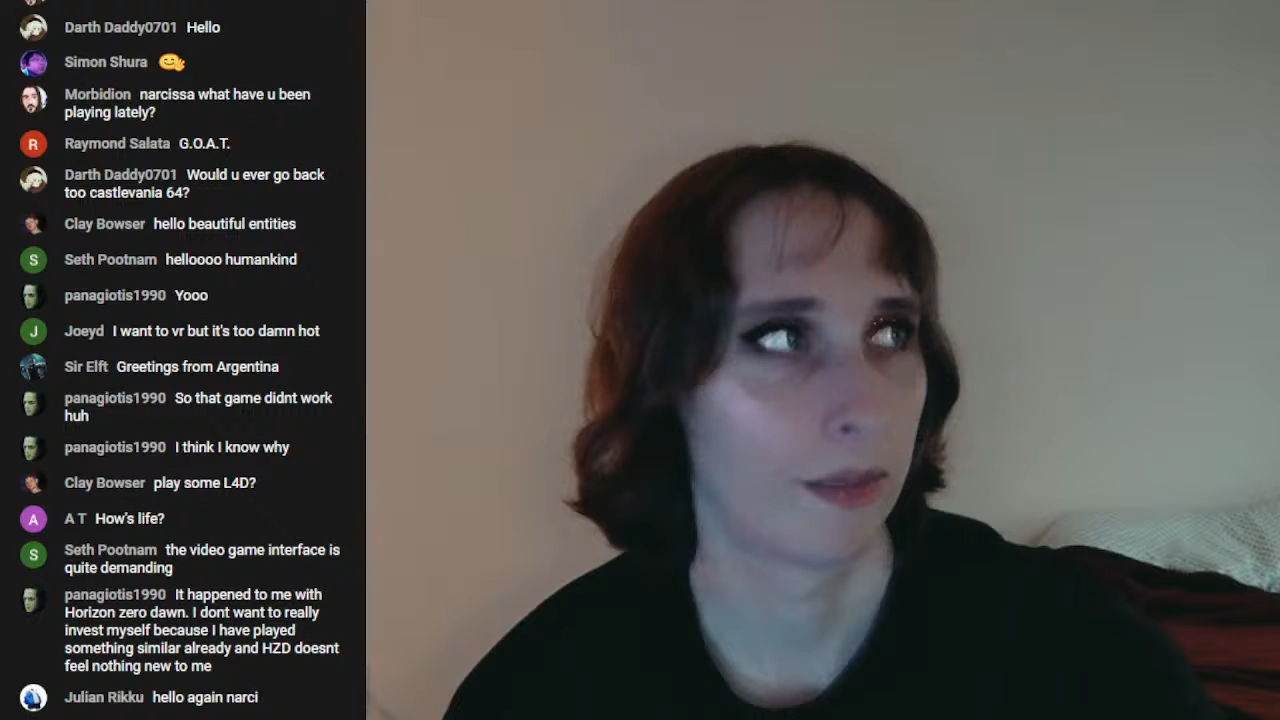 Darth Daddy0701 Hello
Simon Shura 😊👋
Morbidion narcissa what have u been
playing lately?
R
Raymond Salata G.O.A.T.
Darth Daddy0701 Would u ever go back
too castlevania 64?
Clay Bowser hello beautiful entities
S
Seth Pootnam helloooo humankind
panagiotis1990 Yooo
J
Joeyd I want to vr but it's too damn hot
Sir Elft Greetings from Argentina
panagiotis1990 So that game didnt work
huh
panagiotis1990 I think I know why
Clay Bowser play some L4D?
A
A T How's life?
S
Seth Pootnam the video game interface is
quite demanding
panagiotis1990 It happened to me with
Horizon zero dawn. I dont want to really
invest myself because I have played
something similar already and HZD doesnt
feel nothing new to me
Julian Rikku hello again narci